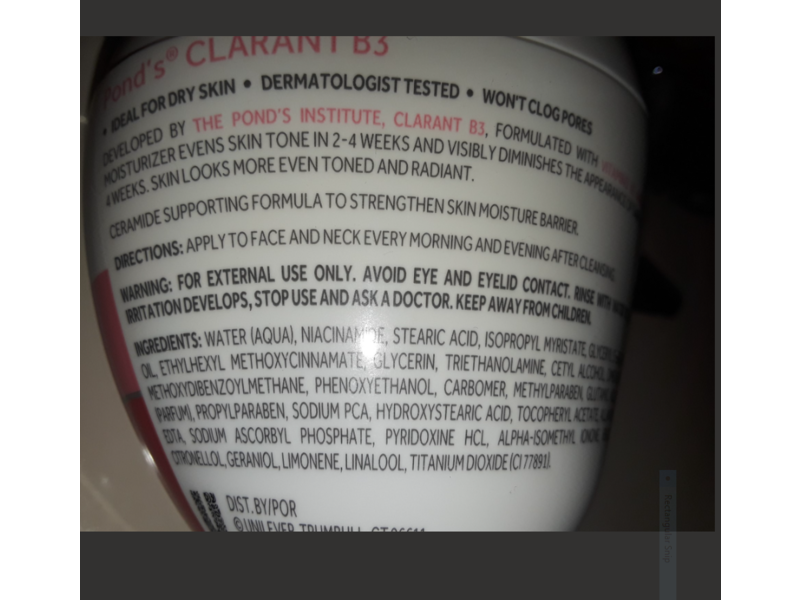 Pond's® CLARANT B3
• IDEAL FOR DRY SKIN • DERMATOLOGIST TESTED • WON'T CLOG PORES
DEVELOPED BY THE POND'S INSTITUTE, CLARANT B3, FORMULATED WITH
MOISTURIZER EVENS SKIN TONE IN 2-4 WEEKS AND VISIBLY DIMINISHES THE APPEARANCE
4 WEEKS. SKIN LOOKS MORE EVEN TONED AND RADIANT.
CERAMIDE SUPPORTING FORMULA TO STRENGTHEN SKIN MOISTURE BARRIER.
DIRECTIONS: APPLY TO FACE AND NECK EVERY MORNING AND EVENING AFTER CLEANSING
WARNING: FOR EXTERNAL USE ONLY. AVOID EYE AND EYELID CONTACT. RINSE WITH
IRRITATION DEVELOPS, STOP USE AND ASK A DOCTOR. KEEP AWAY FROM CHILDREN.
INGREDIENTS: WATER (AQUA), NIACINAMIDE, STEARIC ACID, ISOPROPYL MYRISTATE,
OIL, ETHYLHEXYL METHOXYCINNAMATE, GLYCERIN, TRIETHANOLAMINE, CETYL ALCOHOL,
METHOXYDIBENZOYLMETHANE, PHENOXYETHANOL, CARBOMER, METHYLPARABEN,
(PARFUM), PROPYLPARABEN, SODIUM PCA, HYDROXYSTEARIC ACID, TOCOPHERYL ACETATE,
EDTA, SODIUM ASCORBYL PHOSPHATE, PYRIDOXINE HCL, ALPHA-ISOMETHYL IONONE,
CITRONELLOL, GERANIOL, LIMONENE, LINALOOL, TITANIUM DIOXIDE (CI 77891).
DIST. BY/POR
© UNILEVER, TRUMBULL, CT 06611
Rectangular Snip